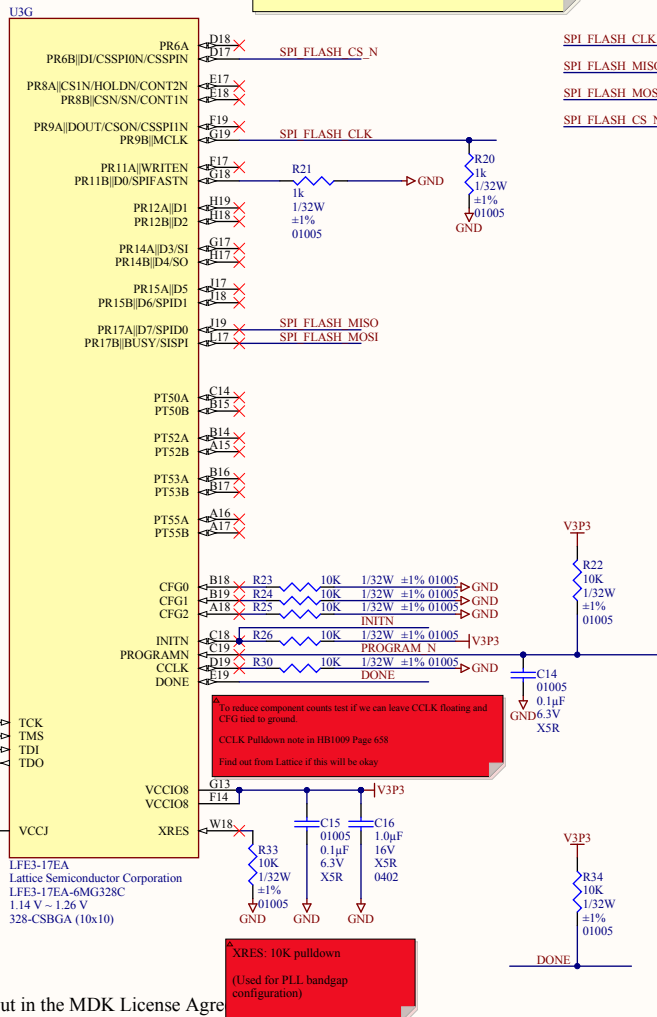 U3G
PR6A
D18
PR6B||DI/CSSPI0N/CSSPIN
D17
SPI_FLASH_CS_N
PR8A||CS1N/HOLDN/CONT2N
E17
PR8B||CSN/SN/CONT1N
E18
PR9A||DOUT/CSON/CSSPI1N
F19
PR9B||MCLK
G19
SPI_FLASH_CLK
PR11A||WRITEN
F17
PR11B||D0/SPIFASTN
G18
R21
1k
1/32W
±1%
01005
GND
R20
1k
1/32W
±1%
01005
GND
PR12A||D1
H19
PR12B||D2
H18
PR14A||D3/SI
G17
PR14B||D4/SO
H17
PR15A||D5
J17
PR15B||D6/SPID1
J18
PR17A||D7/SPID0
J19
SPI_FLASH_MISO
PR17B||BUSY/SISPI
L17
SPI_FLASH_MOSI
SPI_FLASH_CLK
SPI_FLASH_MISO
SPI_FLASH_MOS
SPI_FLASH_CS_N
PT50A
C14
PT50B
B15
PT52A
B14
PT52B
A15
PT53A
B16
PT53B
B17
PT55A
A16
PT55B
A17
CFG0
B18
R23 10K 1/32W ±1% 01005 GND
CFG1
B19
R24 10K 1/32W ±1% 01005 GND
CFG2
A18
R25 10K 1/32W ±1% 01005 GND
INITN
INITN
C18
R26 10K 1/32W ±1% 01005 V3P3
PROGRAMN
C19
PROGRAM_N
CCLK
D19
R30 10K 1/32W ±1% 01005 GND
DONE
E19
DONE
V3P3
R22
10K
1/32W
±1%
01005
C14
01005
0.1µF
6.3V
X5R
GND
To reduce component counts test if we can leave CCLK floating and
CFG tied to ground.
CCLK Pulldown note in HB1009 Page 658
Find out from Lattice if this will be okay
TCK
TMS
TDI
TDO
VCCIO8
G13
VCCIO8
F14
V3P3
VCCJ
XRES
W18
R33
10K
1/32W
±1%
01005
GND
C15
01005
0.1µF
6.3V
X5R
GND
C16
1.0µF
16V
X5R
0402
GND
LFE3-17EA
Lattice Semiconductor Corporation
LFE3-17EA-6MG328C
1.14 V ~ 1.26 V
328-CSBGA (10x10)
V3P3
R34
10K
1/32W
±1%
01005
DONE
XRES: 10K pulldown
(Used for PLL bandgap
configuration)
ut in the MDK License Agre